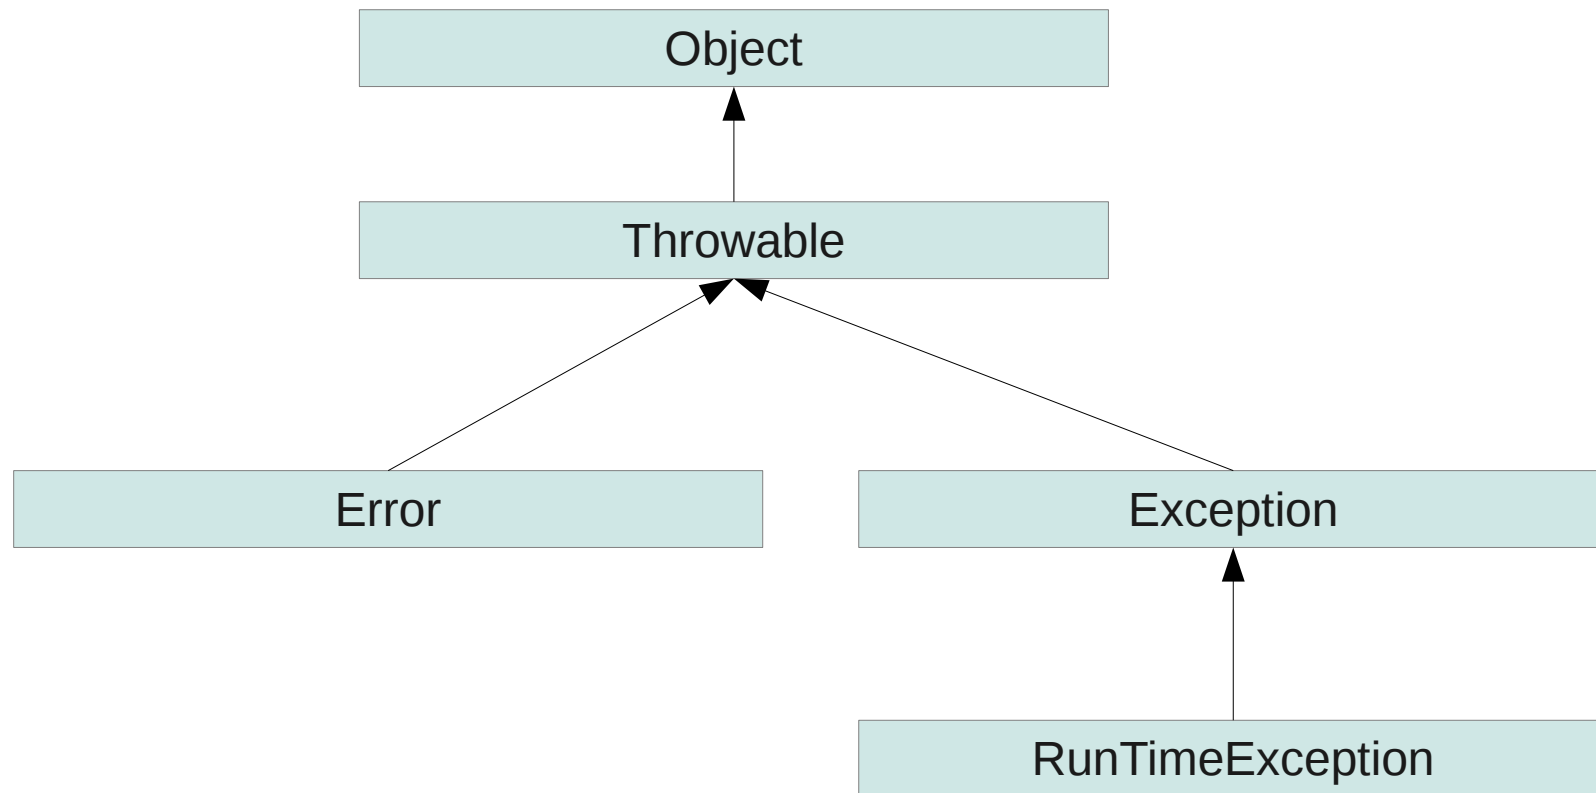 Object
Throwable
Error
Exception
RunTimeException